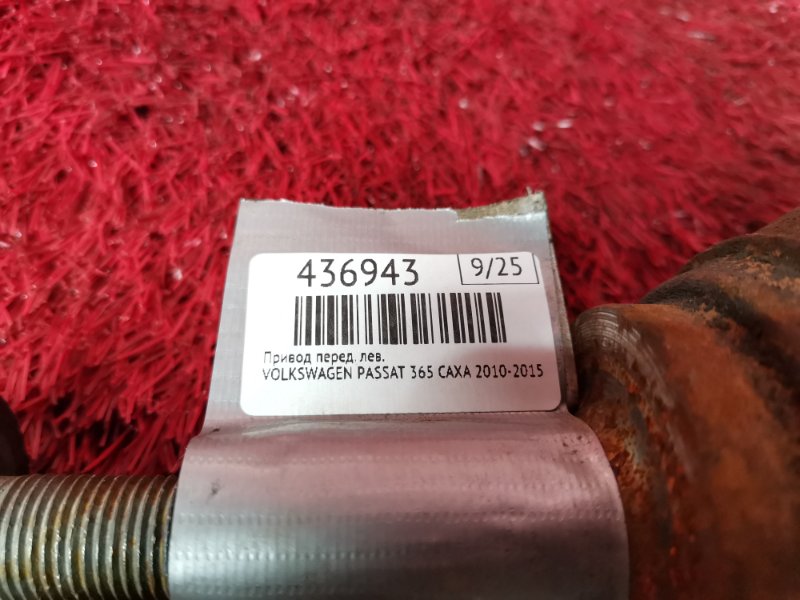 436943 9/25
Привод перед. лев.
VOLKSWAGEN PASSAT 365 CAXA 2010-2015